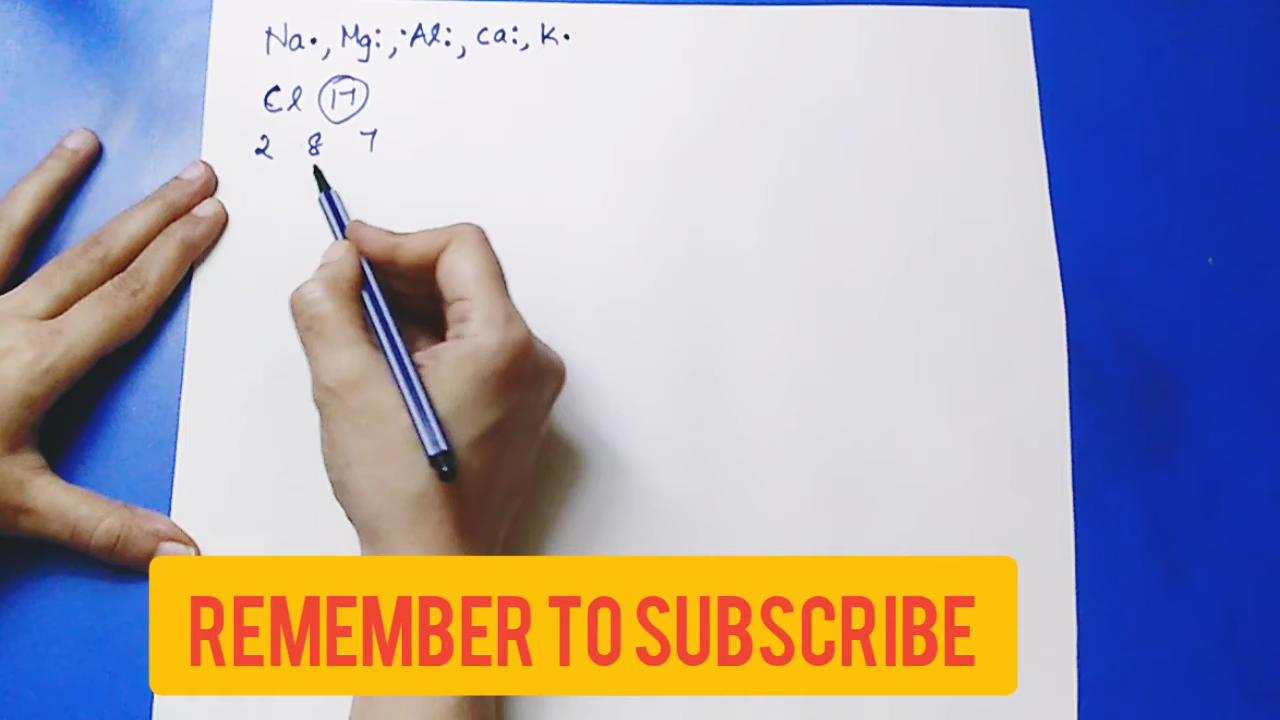 Na·, Mg:, ·Al:, Ca:, K·
Cl 17
2 8 7
REMEMBER TO SUBSCRIBE